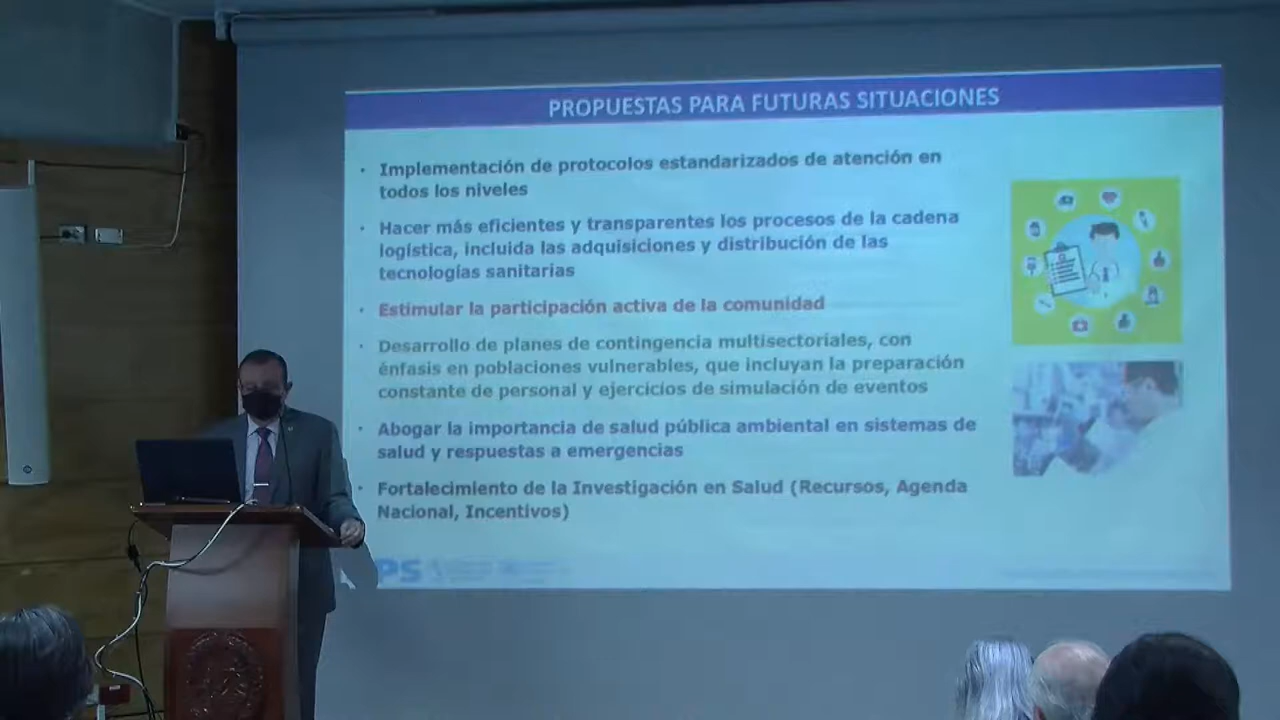 PROPUESTAS PARA FUTURAS SITUACIONES
Implementación de protocolos estandarizados de atención en
todos los niveles
Hacer más eficientes y transparentes los procesos de la cadena
logística, incluida las adquisiciones y distribución de las
tecnologías sanitarias
Estimular la participación activa de la comunidad
Desarrollo de planes de contingencia multisectoriales, con
énfasis en poblaciones vulnerables, que incluyan la preparación
constante de personal y ejercicios de simulación de eventos
Abogar la importancia de salud pública ambiental en sistemas de
salud y respuestas a emergencias
Fortalecimiento de la Investigación en Salud (Recursos, Agenda
Nacional, Incentivos)
PS